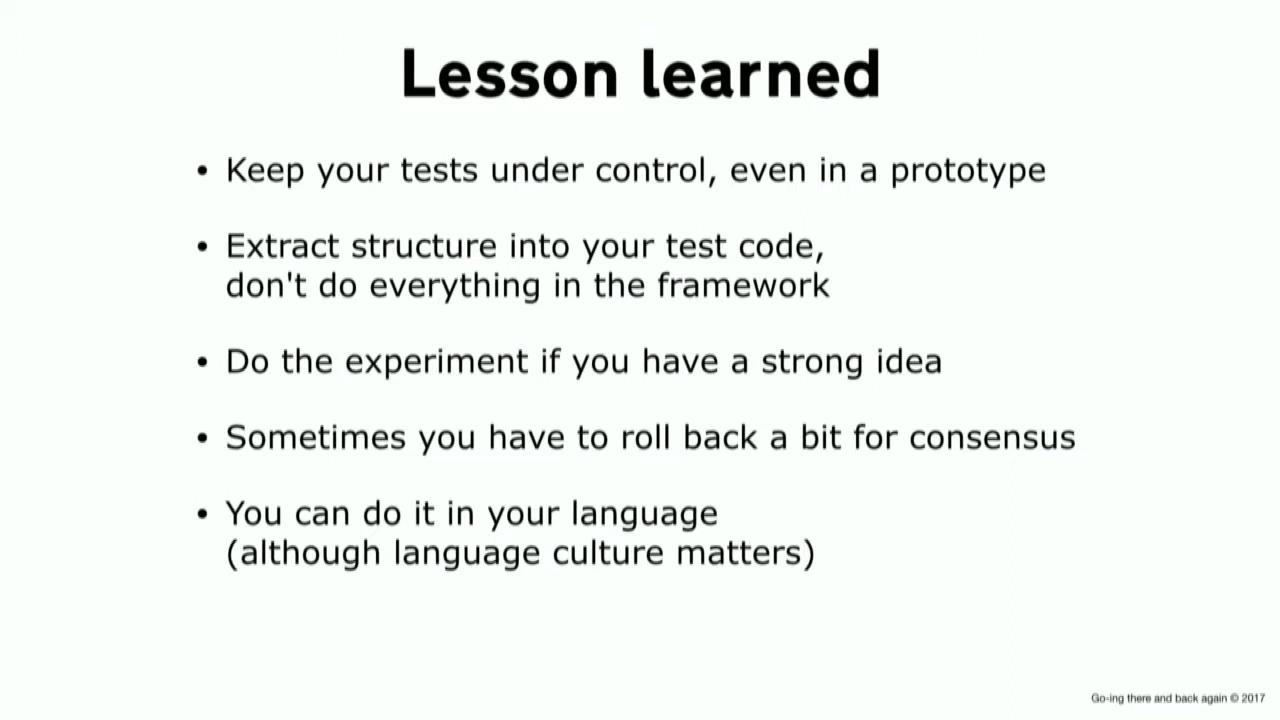 Lesson learned
• Keep your tests under control, even in a prototype
• Extract structure into your test code,
don't do everything in the framework
• Do the experiment if you have a strong idea
• Sometimes you have to roll back a bit for consensus
• You can do it in your language
(although language culture matters)
Go-ing there and back again © 2017